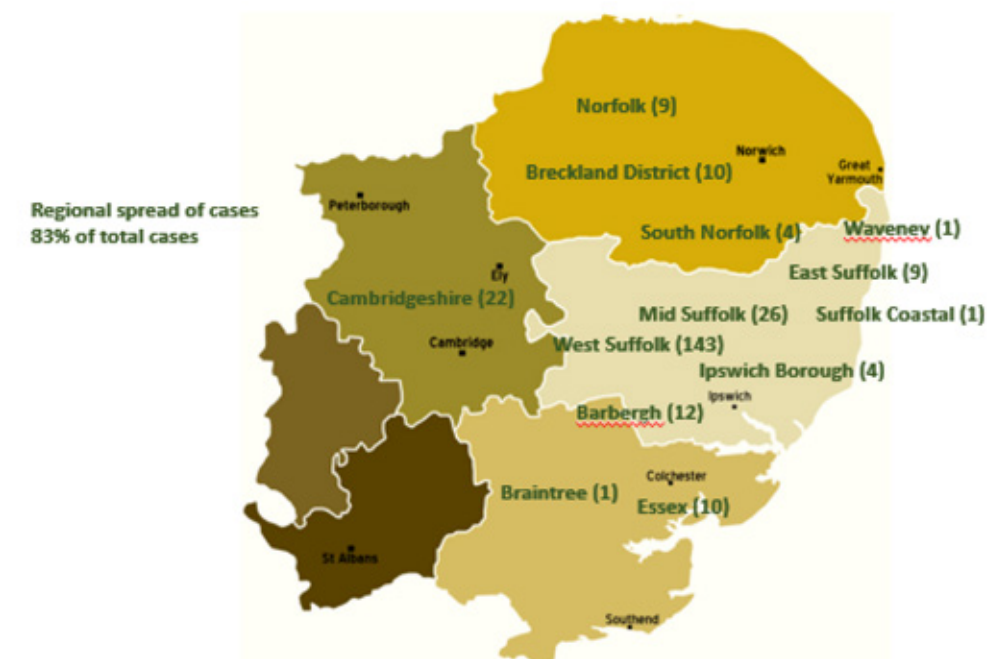 Norfolk (9)
Norwich
Breckland District (10)
Great
Yarmouth
Peterborough
Regional spread of cases
83% of total cases
South Norfolk (4)
Wavenev (1)
Ely
East Suffolk (9)
Cambridgeshire (22)
Mid Suffolk (26)
Suffolk Coastal (1)
Cambridge
West Suffolk (143)
Ipswich Borough (4)
Ipswich
Barbergh (12)
Colchester
Braintree (1)
Essex (10)
St Albans
Southend